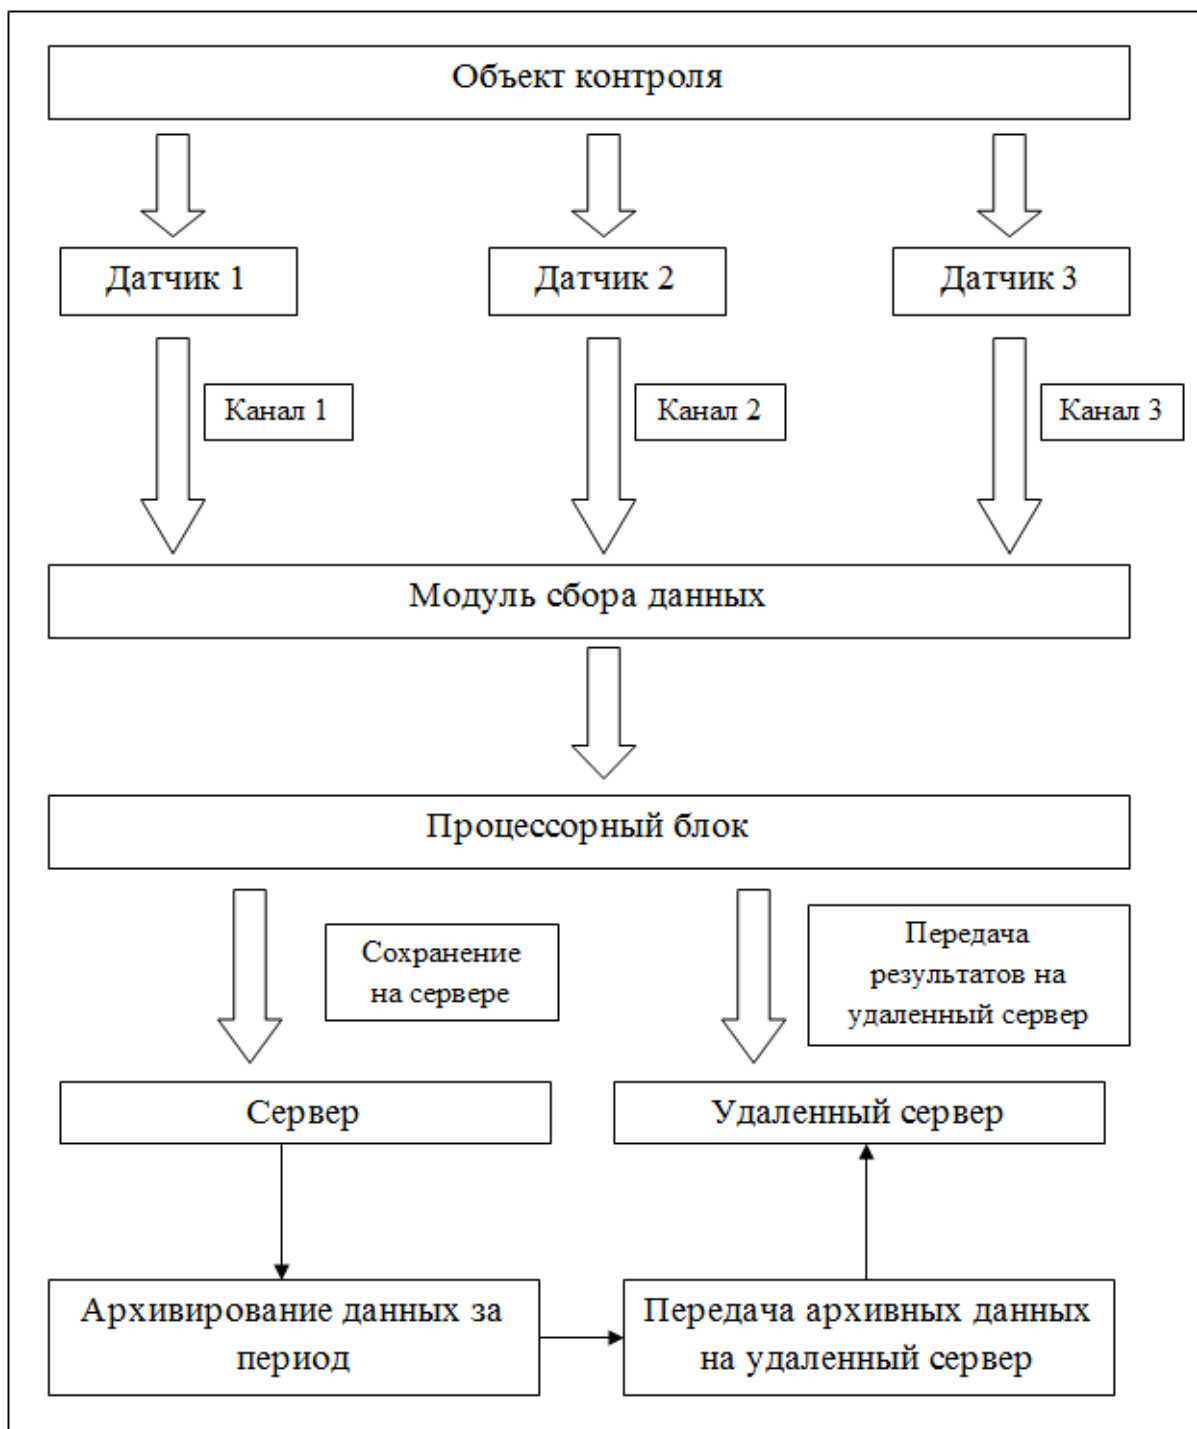 Объект контроля
Датчик 1
Датчик 2
Датчик 3
Канал 1
Канал 2
Канал 3
Модуль сбора данных
Процессорный блок
Сохранение
на сервере
Передача
результатов на
удаленный сервер
Сервер
Удаленный сервер
Архивирование данных за
период
Передача архивных данных
на удаленный сервер